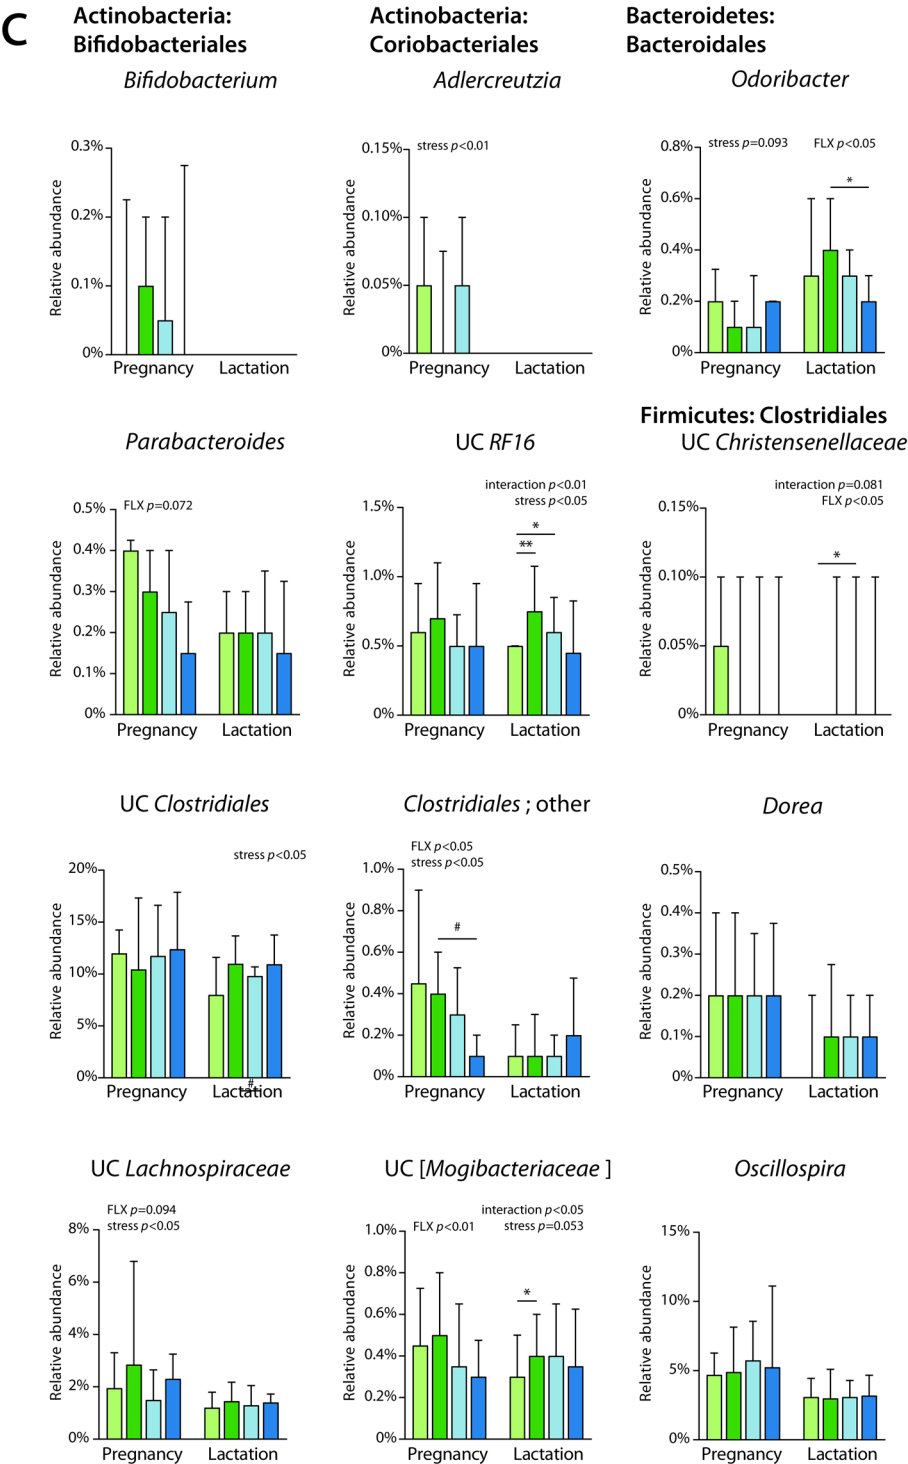 C
Actinobacteria:
Bifidobacteriales
Bifidobacterium
Relative abundance
0.3%
0.2%
0.1%
0%
Pregnancy
Lactation
Actinobacteria:
Coriobacteriales
Adlercreutzia
stress p<0.01
Relative abundance
0.15%
0.10%
0.05%
0%
Pregnancy
Lactation
Bacteroidetes:
Bacteroidales
Odoribacter
stress p=0.093
FLX p<0.05
*
Relative abundance
0.8%
0.6%
0.4%
0.2%
0%
Pregnancy
Lactation
Parabacteroides
FLX p=0.072
Relative abundance
0.5%
0.4%
0.3%
0.2%
0.1%
0%
Pregnancy
Lactation
UC RF16
interaction p<0.01
stress p<0.05
*
**
Relative abundance
1.5%
1.0%
0.5%
0%
Pregnancy
Lactation
Firmicutes: Clostridiales
UC Christensenellaceae
interaction p=0.081
FLX p<0.05
*
Relative abundance
0.15%
0.10%
0.05%
0%
Pregnancy
Lactation
UC Clostridiales
stress p<0.05
Relative abundance
20%
15%
10%
5%
0%
Pregnancy
Lactation
#
Clostridiales ; other
FLX p<0.05
stress p<0.05
#
Relative abundance
1.0%
0.8%
0.6%
0.4%
0.2%
0%
Pregnancy
Lactation
Dorea
Relative abundance
0.5%
0.4%
0.3%
0.2%
0.1%
0%
Pregnancy
Lactation
UC Lachnospiraceae
FLX p=0.094
stress p<0.05
Relative abundance
8%
6%
4%
2%
0%
Pregnancy
Lactation
UC [Mogibacteriaceae ]
interaction p<0.05
FLX p<0.01
stress p=0.053
*
Relative abundance
1.0%
0.8%
0.6%
0.4%
0.2%
0%
Pregnancy
Lactation
Oscillospira
Relative abundance
15%
10%
5%
0%
Pregnancy
Lactation